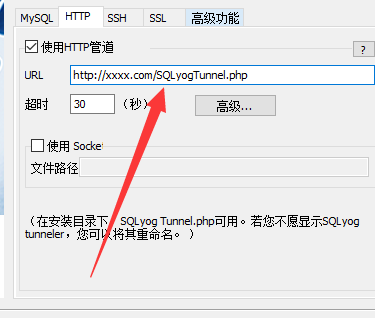 MySQL HTTP SSH SSL 高级功能
使用HTTP管道 ?
URL http://xxxx.com/SQLyogTunnel.php
超时 30 (秒) 高级...
使用 Socket
文件路径
(在安装目录下 SQLyog Tunnel.php可用。若您不愿显示SQLyog
tunneler，您可以将其重命名。)